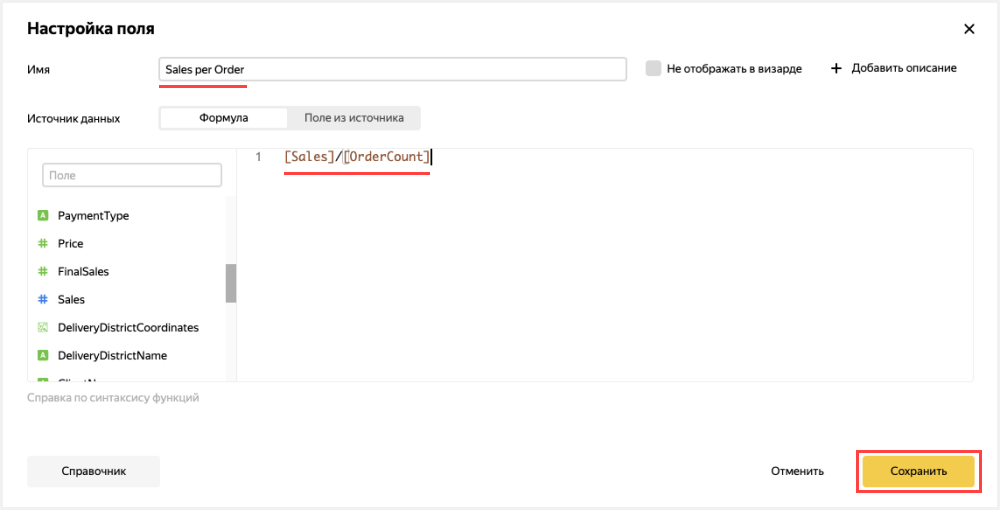 Настройка поля
Имя
Sales per Order
Не отображать в визарде
Добавить описание
Источник данных
Формула
Поле из источника
Поле
A PaymentType
# Price
# FinalSales
# Sales
DeliveryDistrictCoordinates
A DeliveryDistrictName
1 [Sales]/[OrderCount]
Справка по синтаксису функций
Справочник
Отменить
Сохранить